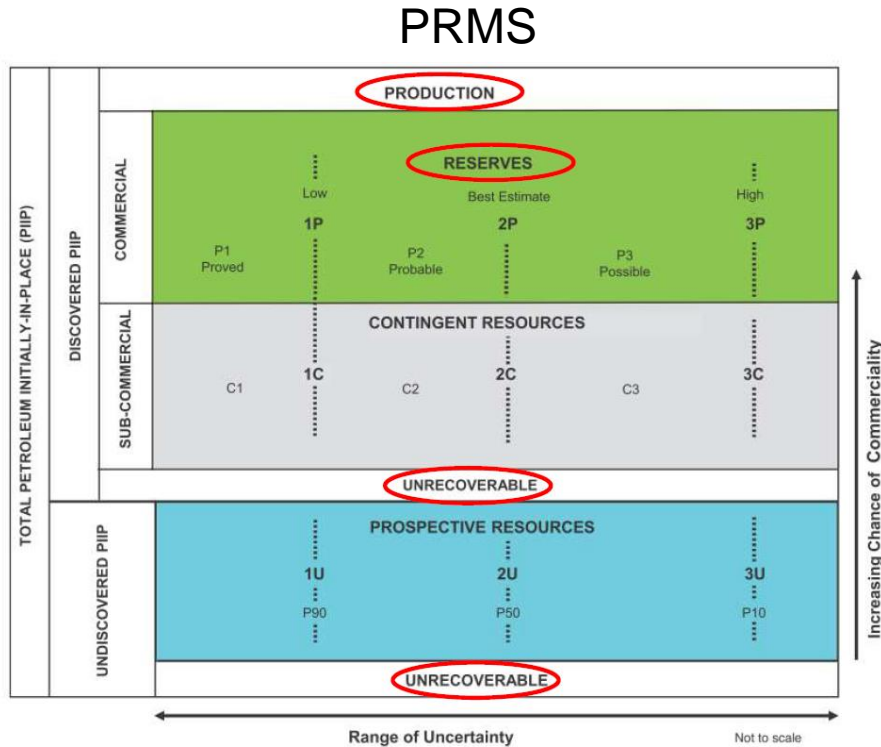 PRMS
TOTAL PETROLEUM INITIALLY-IN-PLACE (PIIP)
DISCOVERED PIIP
COMMERCIAL
SUB-COMMERCIAL
UNDISCOVERED PIIP
PRODUCTION
RESERVES
Low Best Estimate High
1P 2P 3P
P1 P2 P3
Proved Probable Possible
CONTINGENT RESOURCES
1C 2C 3C
C1 C2 C3
UNRECOVERABLE
PROSPECTIVE RESOURCES
1U 2U 3U
P90 P50 P10
UNRECOVERABLE
Increasing Chance of Commerciality
Range of Uncertainty
Not to scale